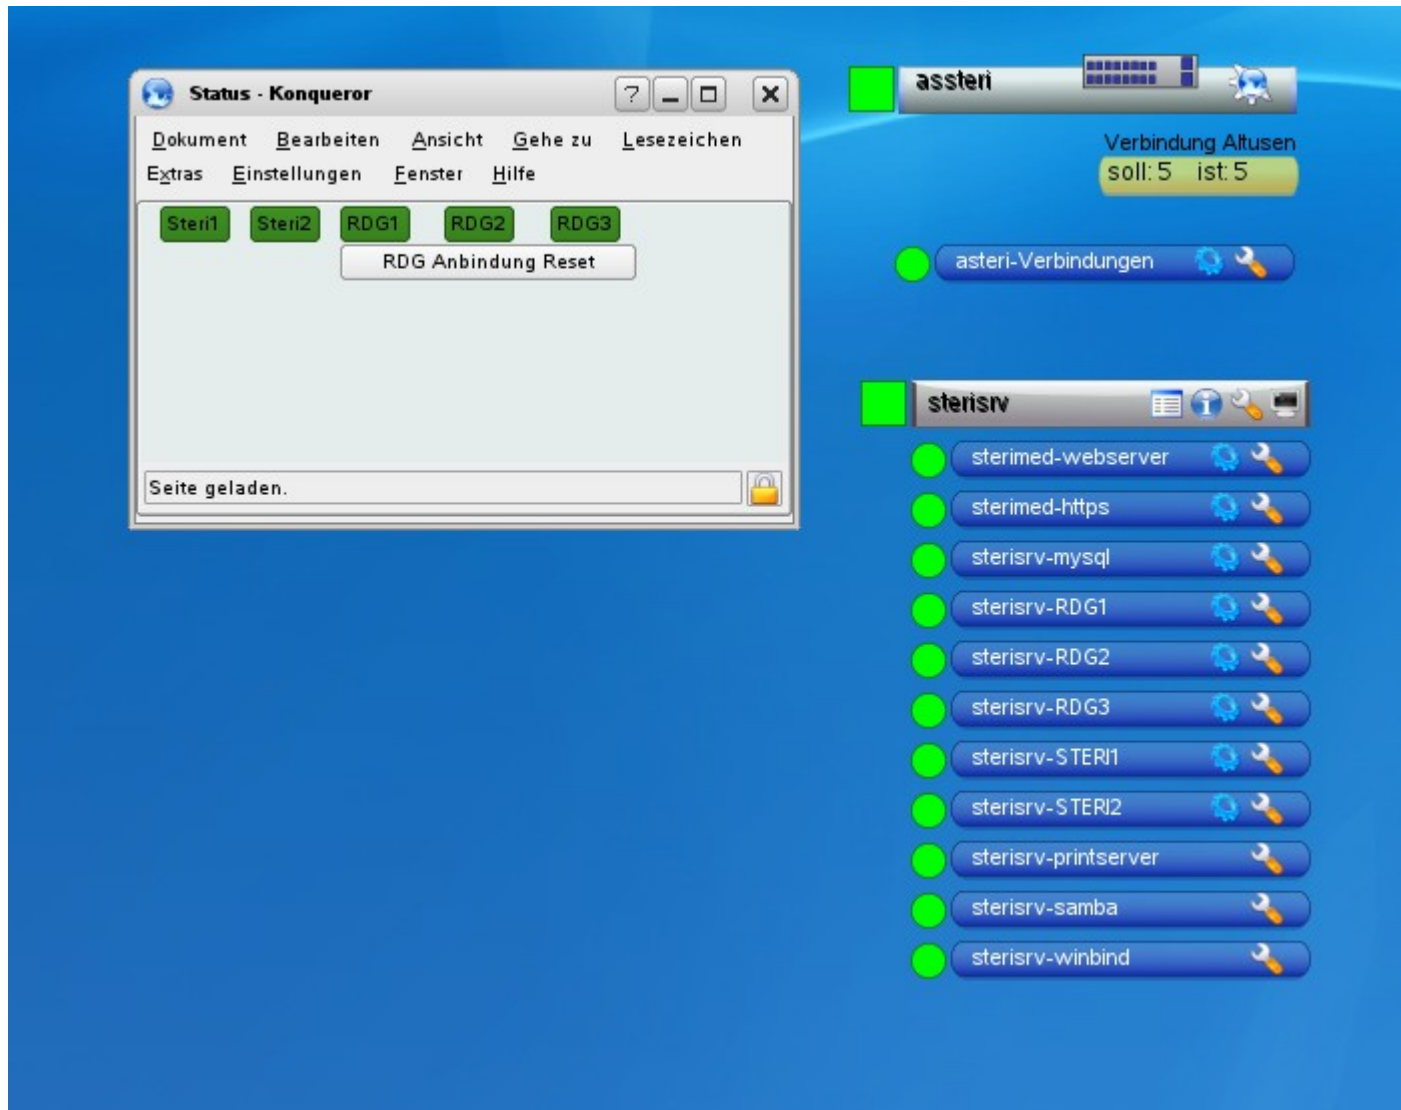 Status - Konqueror
Dokument Bearbeiten Ansicht Gehe zu Lesezeichen
Extras Einstellungen Fenster Hilfe
Steri1 Steri2 RDG1 RDG2 RDG3
RDG Anbindung Reset
Seite geladen.
assteri
Verbindung Altusen
soll: 5 ist: 5
asteri-Verbindungen
sterisrv
sterimed-webserver
sterimed-https
sterisrv-mysql
sterisrv-RDG1
sterisrv-RDG2
sterisrv-RDG3
sterisrv-STERI1
sterisrv-STERI2
sterisrv-printserver
sterisrv-samba
sterisrv-winbind